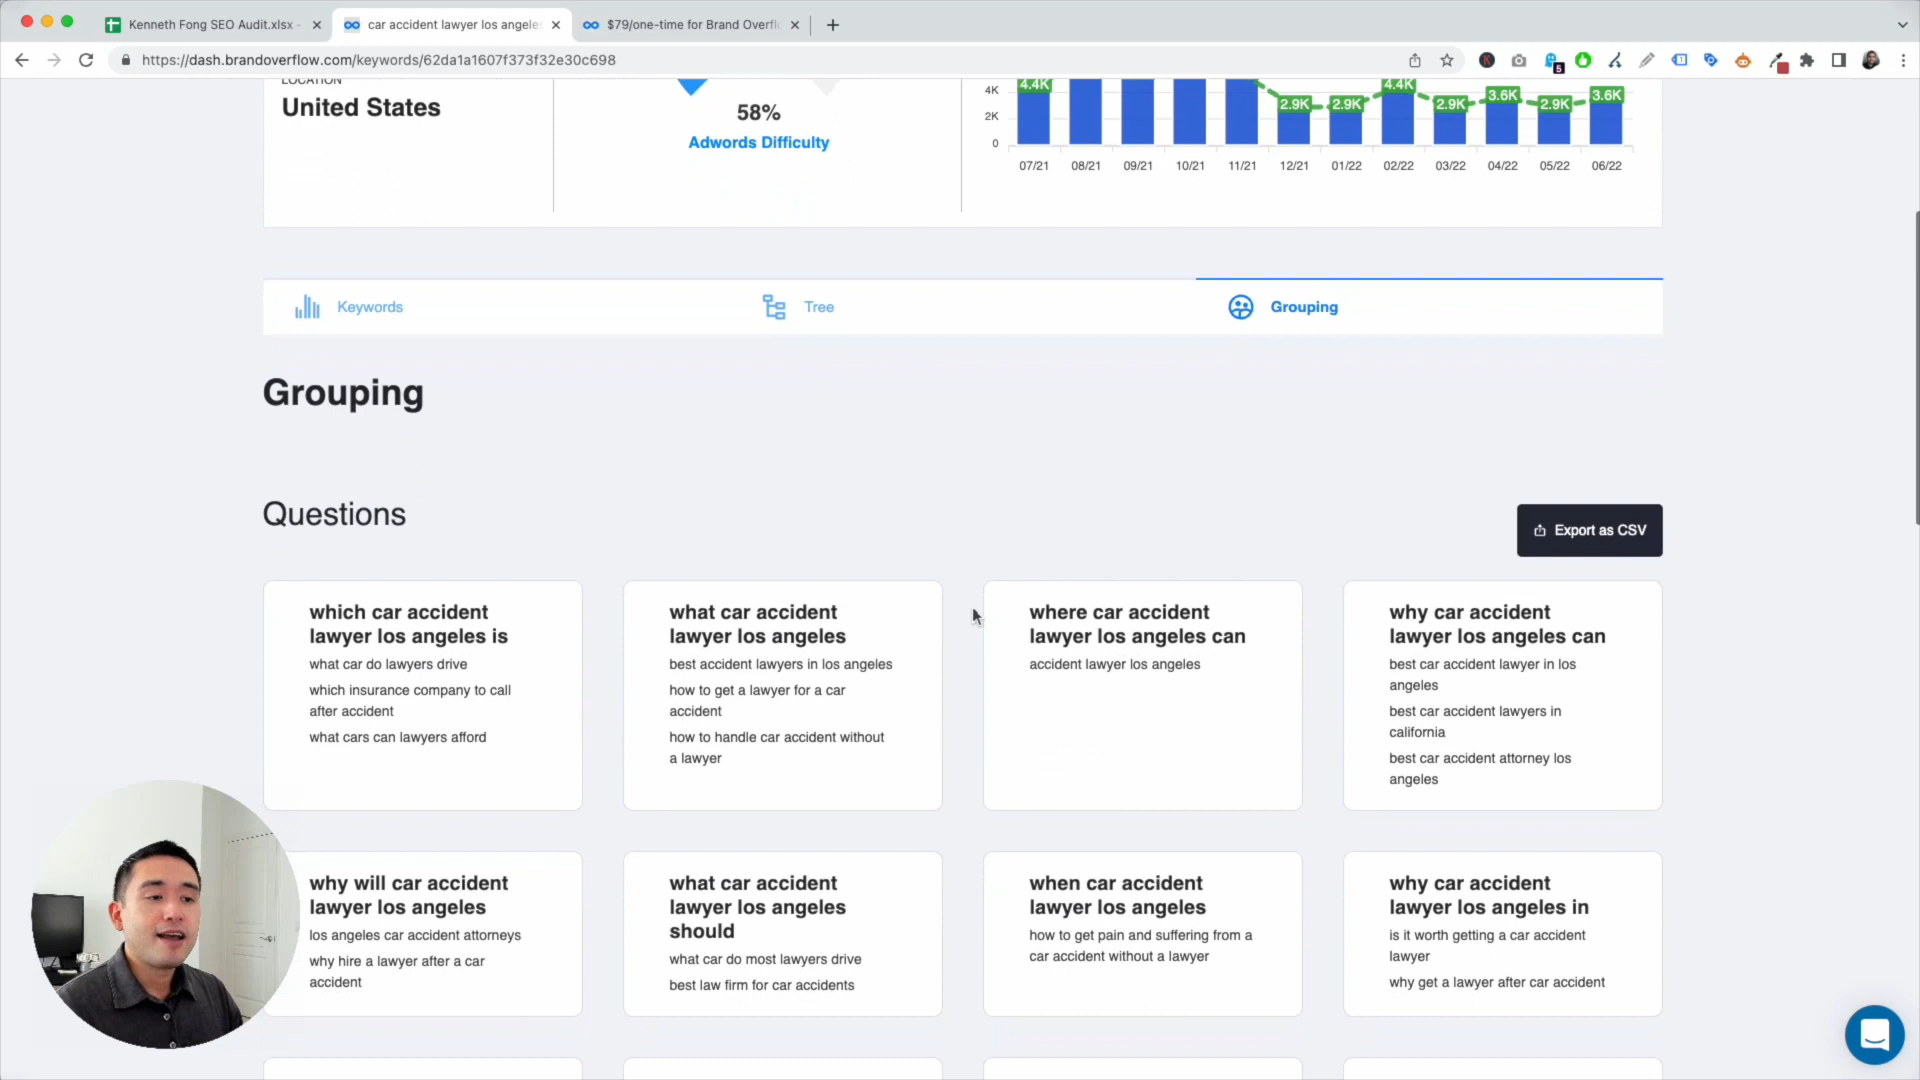 Kenneth Fong SEO Audit.xlsx -
car accident lawyer los angeles
$79/one-time for Brand Overfl
https://dash.brandoverflow.com/keywords/62da1a1607f373f32e30c698
5
LOCATION
United States
58%
Adwords Difficulty
4K
2K
0
4.4K
2.9K
2.9K
4.4K
2.9K
3.6K
2.9K
3.6K
07/21
08/21
09/21
10/21
11/21
12/21
01/22
02/22
03/22
04/22
05/22
06/22
Keywords
Tree
Grouping
Grouping
Questions
Export as CSV
which car accident
lawyer los angeles is
what car do lawyers drive
which insurance company to call
after accident
what cars can lawyers afford
what car accident
lawyer los angeles
best accident lawyers in los angeles
how to get a lawyer for a car
accident
how to handle car accident without
a lawyer
where car accident
lawyer los angeles can
accident lawyer los angeles
why car accident
lawyer los angeles can
best car accident lawyer in los
angeles
best car accident lawyers in
california
best car accident attorney los
angeles
why will car accident
lawyer los angeles
los angeles car accident attorneys
why hire a lawyer after a car
accident
what car accident
lawyer los angeles
should
what car do most lawyers drive
best law firm for car accidents
when car accident
lawyer los angeles
how to get pain and suffering from a
car accident without a lawyer
why car accident
lawyer los angeles in
is it worth getting a car accident
lawyer
why get a lawyer after car accident